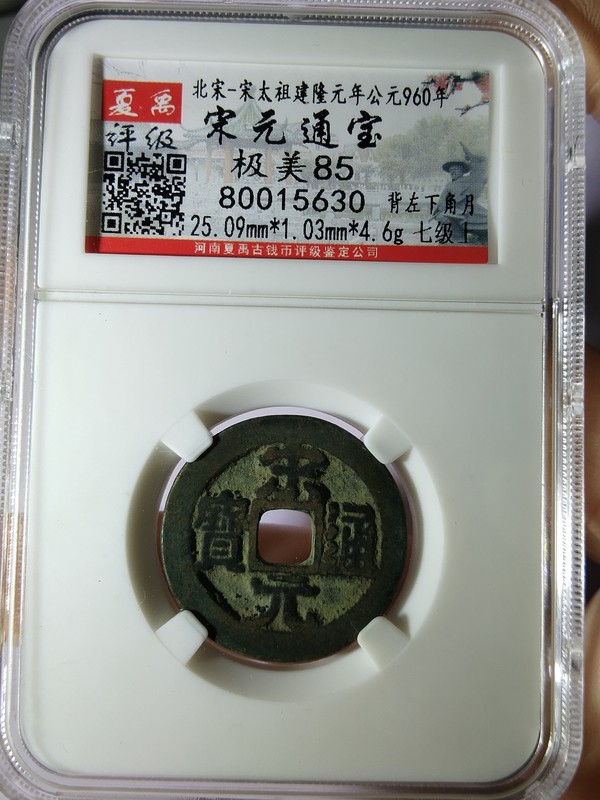 夏禹
评级
北宋-宋太祖建隆元年公元960年
宋元通宝
极美85
80015630 背左下角月
25.09mm*1.03mm*4.6g 七级上
河南夏禹古钱币评级鉴定公司
宋
元
通
寶